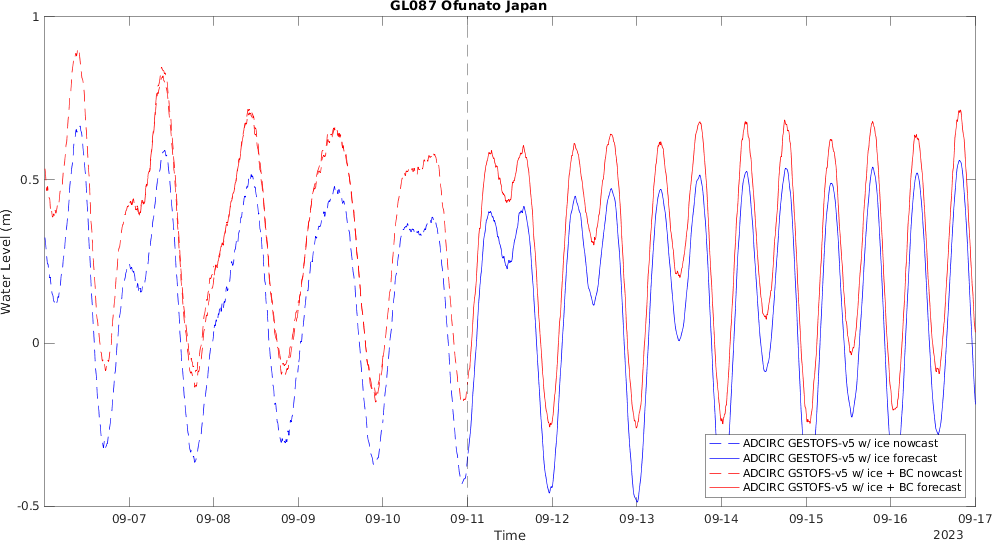 GL087 Ofunato Japan
Water Level (m)
1
0.5
0
-0.5
09-07 09-08 09-09 09-10 09-11 09-12 09-13 09-14 09-15 09-16 09-17
Time
2023
ADCIRC GESTOFS-v5 w/ ice nowcast
ADCIRC GESTOFS-v5 w/ ice forecast
ADCIRC GSTOFS-v5 w/ ice + BC nowcast
ADCIRC GSTOFS-v5 w/ ice + BC forecast